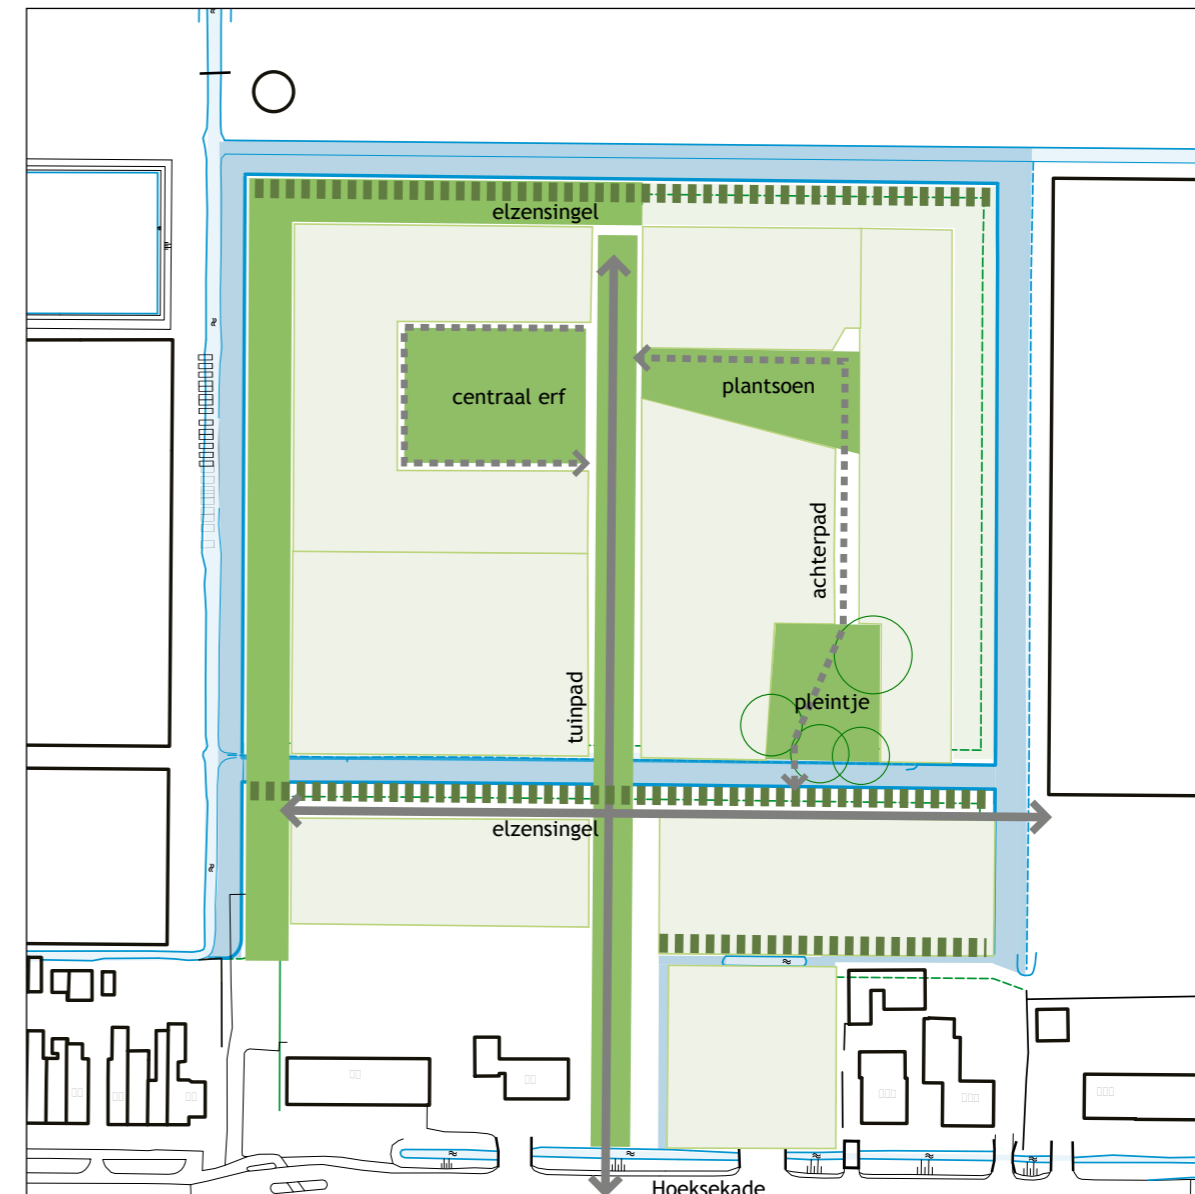 elzensingel
centraal erf
plantsoen
achterpad
tuinpad
pleintje
elzensingel
Hoeksekade